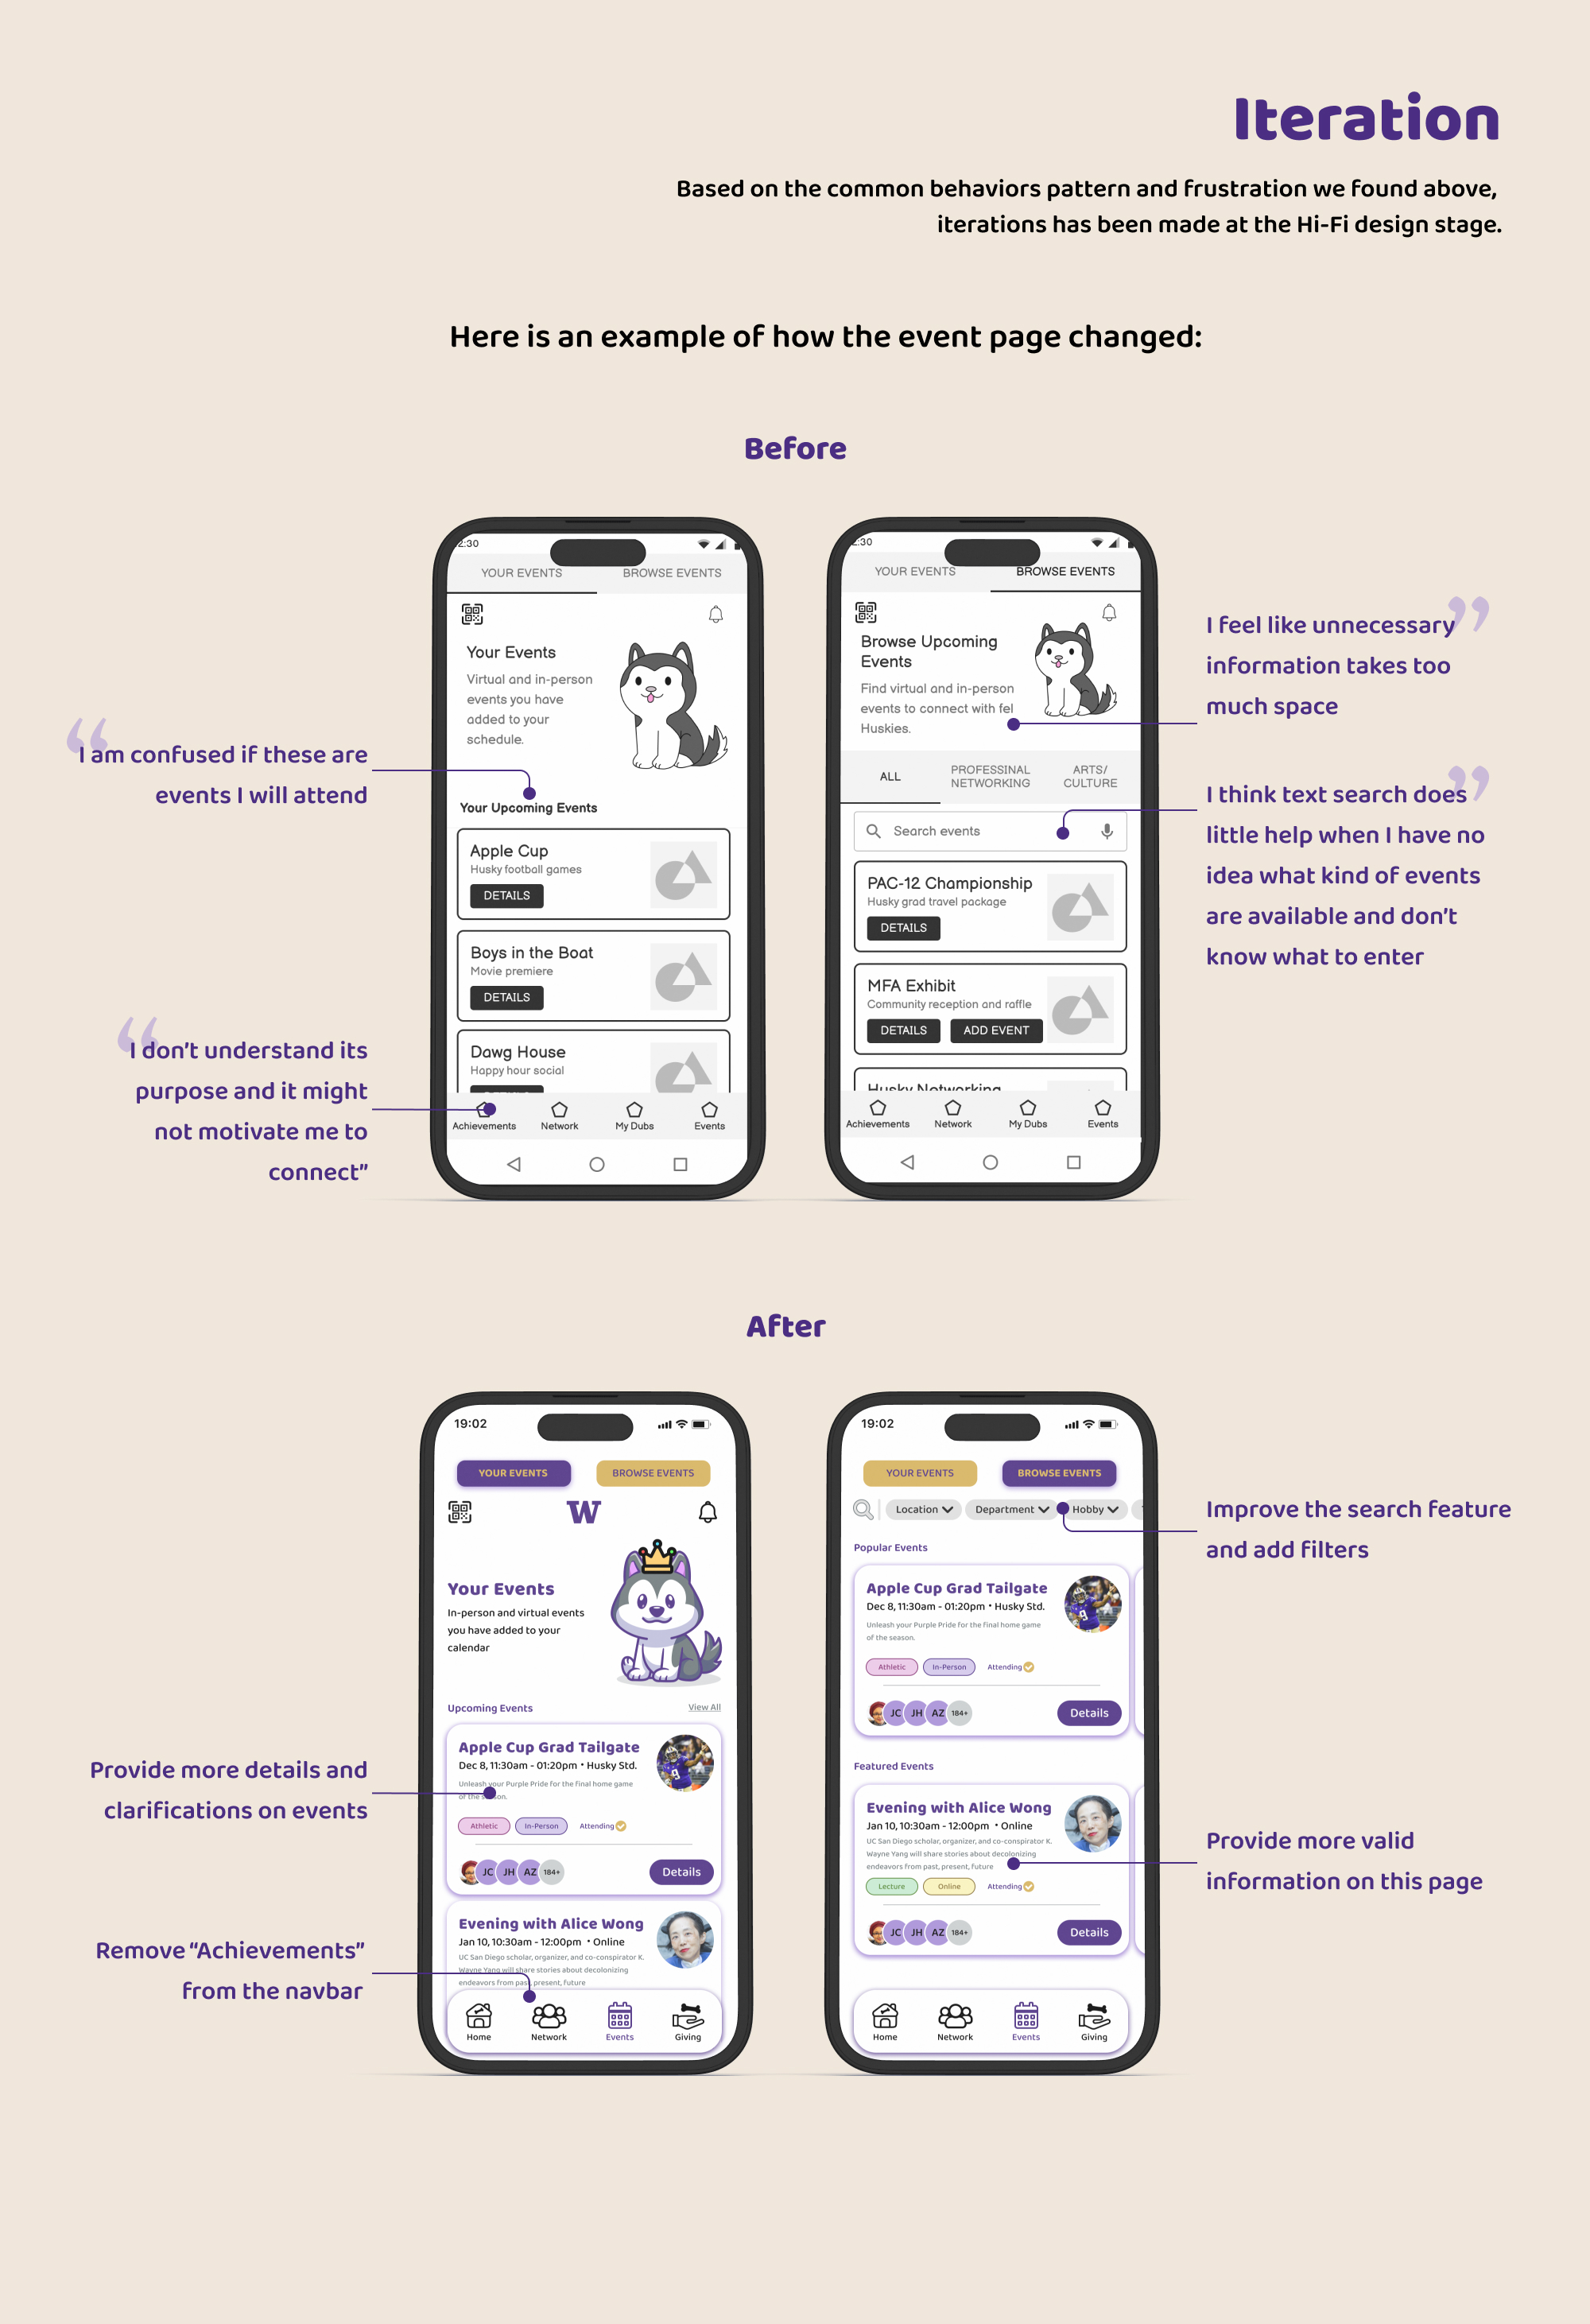 Iteration
Based on the common behaviors pattern and frustration we found above,
iterations has been made at the Hi-Fi design stage.
Here is an example of how the event page changed:
Before
2:30
YOUR EVENTS
BROWSE EVENTS
Your Events
Virtual and in-person
events you have
added to your
schedule.
Your Upcoming Events
Apple Cup
Husky football games
DETAILS
Boys in the Boat
Movie premiere
DETAILS
Dawg House
Happy hour social
Achievements
Network
My Dubs
Events
“
I am confused if these are
events I will attend
“
I don’t understand its
purpose and it might
not motivate me to
connect”
2:30
YOUR EVENTS
BROWSE EVENTS
Browse Upcoming
Events
Find virtual and in-person
events to connect with fel
Huskies.
ALL
PROFESSINAL
NETWORKING
ARTS/
CULTURE
Search events
PAC-12 Championship
Husky grad travel package
DETAILS
MFA Exhibit
Community reception and raffle
DETAILS
ADD EVENT
Husky Networking
Achievements
Network
My Dubs
Events
”
I feel like unnecessary
information takes too
much space
”
I think text search does
little help when I have no
idea what kind of events
are available and don’t
know what to enter
After
19:02
YOUR EVENTS
BROWSE EVENTS
W
Your Events
In-person and virtual events
you have added to your
calendar
Upcoming Events
View All
Apple Cup Grad Tailgate
Dec 8, 11:30am - 01:20pm • Husky Std.
Unleash your Purple Pride for the final home game
of the season.
Athletic
In-Person
Attending
JC
JH
AZ
184+
Details
Evening with Alice Wong
Jan 10, 10:30am - 12:00pm • Online
UC San Diego scholar, organizer, and co-conspirator K.
Wayne Yang will share stories about decolonizing
endeavors from past, present, future
Home
Network
Events
Giving
Provide more details and
clarifications on events
Remove “Achievements”
from the navbar
19:02
YOUR EVENTS
BROWSE EVENTS
Location
Department
Hobby
Popular Events
Apple Cup Grad Tailgate
Dec 8, 11:30am - 01:20pm • Husky Std.
Unleash your Purple Pride for the final home game
of the season.
Athletic
In-Person
Attending
JC
JH
AZ
184+
Details
Featured Events
Evening with Alice Wong
Jan 10, 10:30am - 12:00pm • Online
UC San Diego scholar, organizer, and co-conspirator K.
Wayne Yang will share stories about decolonizing
endeavors from past, present, future
Lecture
Online
Attending
JC
JH
AZ
184+
Details
Home
Network
Events
Giving
Improve the search feature
and add filters
Provide more valid
information on this page